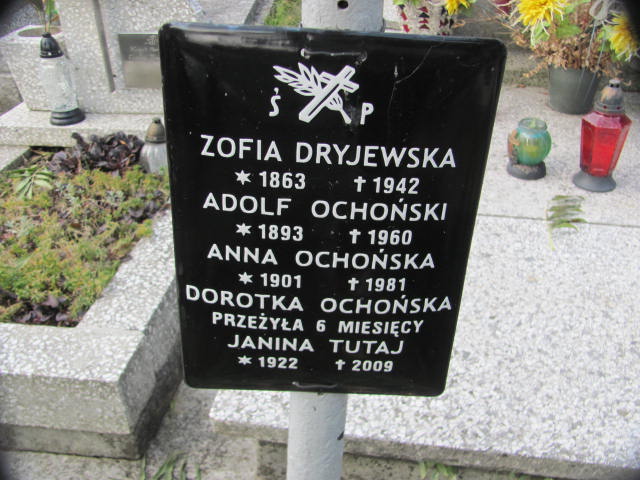 Ś P
ZOFIA DRYJEWSKA
* 1863 † 1942
ADOLF OCHOŃSKI
* 1893 † 1960
ANNA OCHOŃSKA
* 1901 † 1981
DOROTKA OCHOŃSKA
PRZEŻYŁA 6 MIESIĘCY
JANINA TUTAJ
* 1922 † 2009